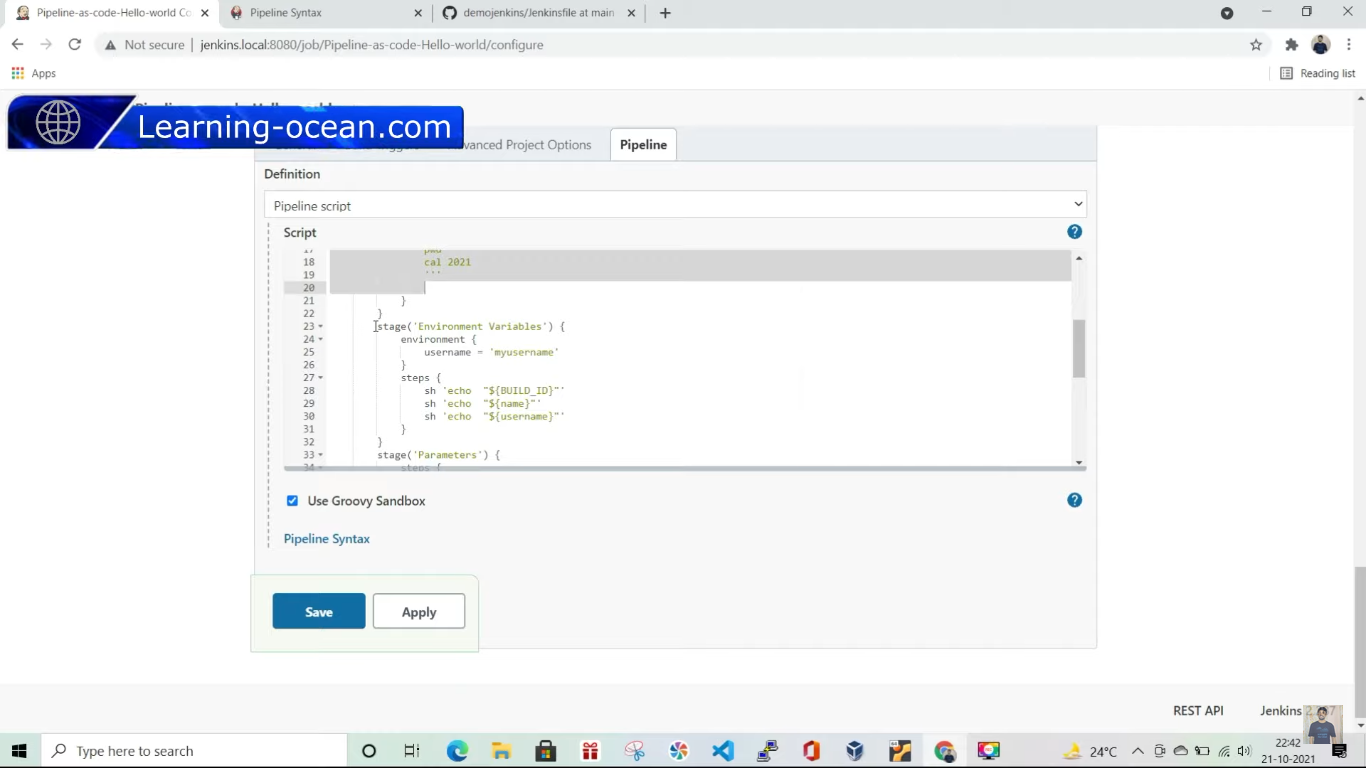 Pipeline-as-code-Hello-world Co
Pipeline Syntax
demojenkins/Jenkinsfile at main
Not secure
jenkins.local:8080/job/Pipeline-as-code-Hello-world/configure
Apps
Reading list
Learning-ocean.com
Advanced Project Options
Pipeline
Definition
Pipeline script
Script
17 pwd
18 cal 2021
19 '''
20
21 }
22 }
23 stage('Environment Variables') {
24 environment {
25 username = 'myusername'
26 }
27 steps {
28 sh 'echo "${BUILD_ID}"'
29 sh 'echo "${name}"'
30 sh 'echo "${username}"'
31 }
32 }
33 stage('Parameters') {
34 steps {
Use Groovy Sandbox
Pipeline Syntax
Save
Apply
REST API
Jenkins
Type here to search
24°C
22:42
21-10-2021